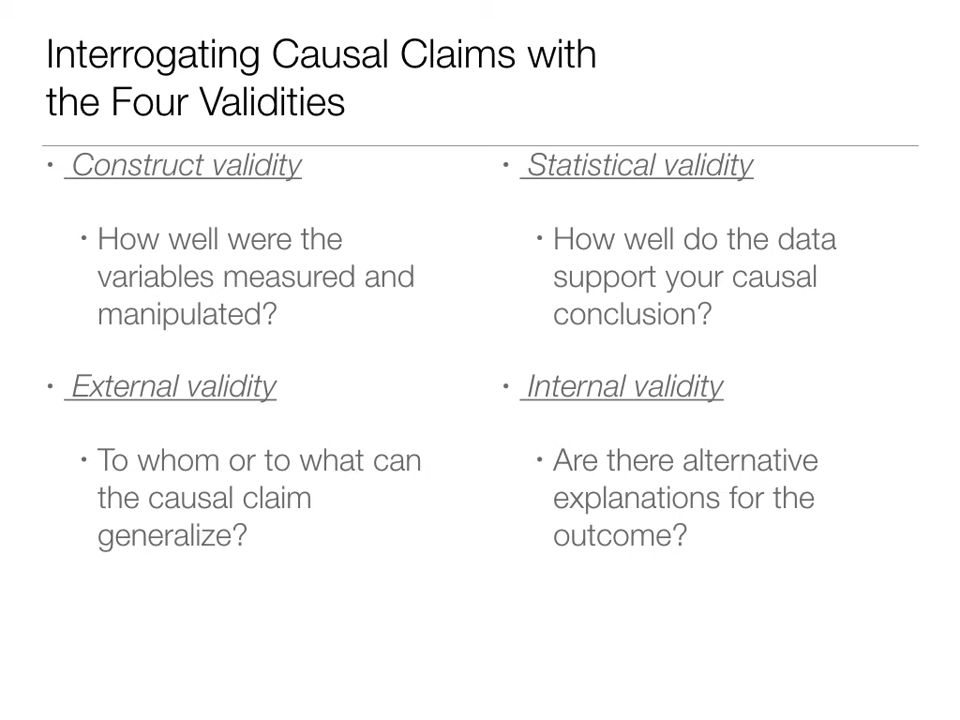 Interrogating Causal Claims with
the Four Validities
• Construct validity
• How well were the
variables measured and
manipulated?
• External validity
• To whom or to what can
the causal claim
generalize?
• Statistical validity
• How well do the data
support your causal
conclusion?
• Internal validity
• Are there alternative
explanations for the
outcome?